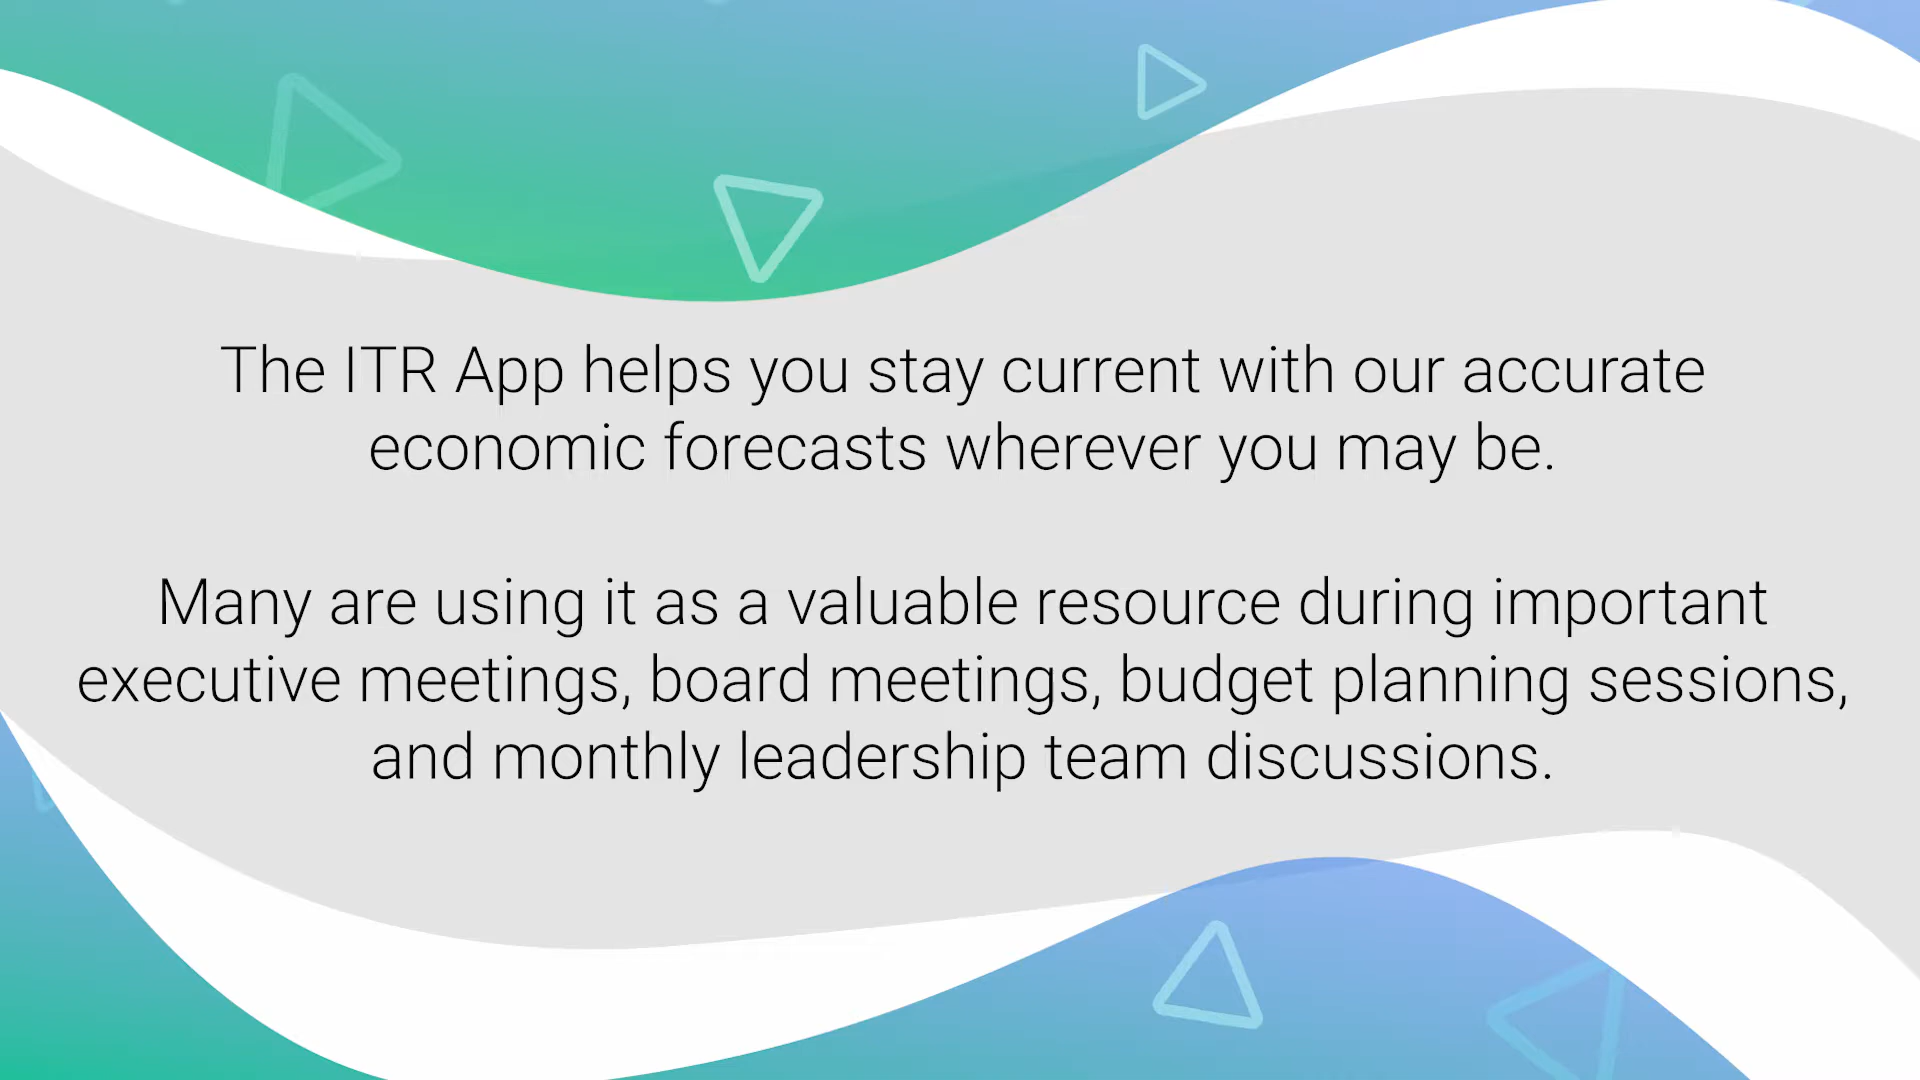 The ITR App helps you stay current with our accurate
economic forecasts wherever you may be.
Many are using it as a valuable resource during important
executive meetings, board meetings, budget planning sessions,
and monthly leadership team discussions.